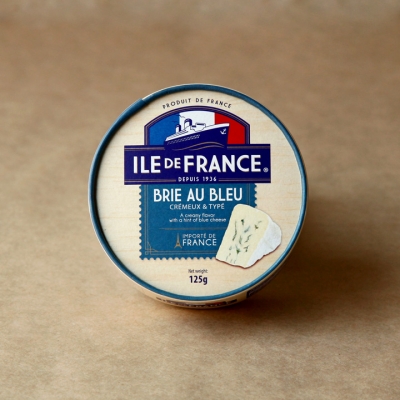 PRODUIT DE FRANCE
ILE DE FRANCE®
DEPUIS 1936
BRIE AU BLEU
CRÉMEUX & TYPÉ
A creamy flavor
with a hint of blue cheese
IMPORTÉ DE
FRANCE
Net weight
125g